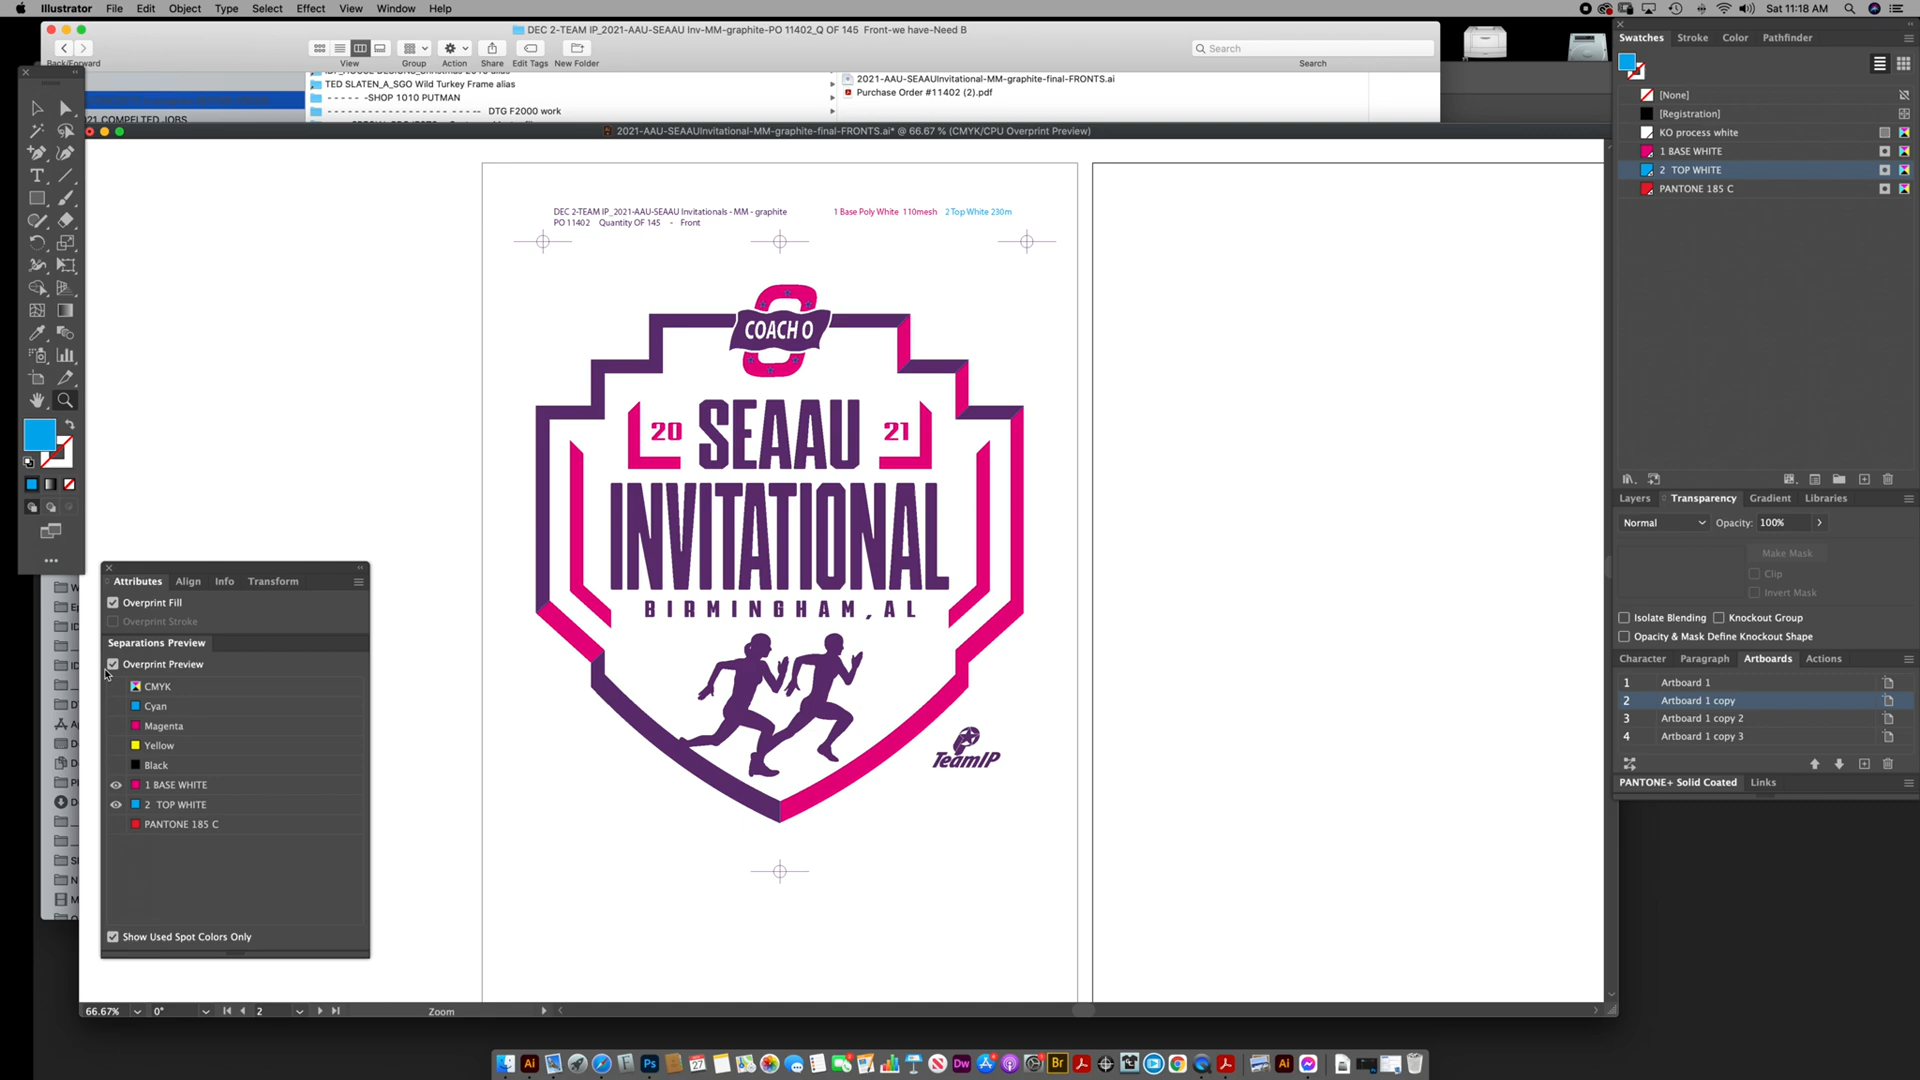 Illustrator File Edit Object Type Select Effect View Window Help
Sat 11:18 AM
DEC 2-TEAM IP_2021-AAU-SEAAU Inv-MM-graphite-PO 11402_Q OF 145 Front-we have-Need B
Search
Back/Forward View Group Action Share Edit Tags New Folder Search
TED SLATEN_A_SGO Wild Turkey Frame alias
- - - - - -SHOP 1010 PUTMAN
DTG F2000 work
2021-AAU-SEAAUInvitational-MM-graphite-final-FRONTS.ai
Purchase Order #11402 (2).pdf
2021-AAU-SEAAUInvitational-MM-graphite-final-FRONTS.ai* @ 66.67 % (CMYK/CPU Overprint Preview)
DEC 2-TEAM IP_2021-AAU-SEAAU Invitationals - MM - graphite
PO 11402 Quantity OF 145 - Front
1 Base Poly White 110mesh 2 Top White 230m
COACH O
20 SEAAU 21
INVITATIONAL
BIRMINGHAM, AL
TeamIP
Attributes Align Info Transform
Overprint Fill
Overprint Stroke
Separations Preview
Overprint Preview
CMYK
Cyan
Magenta
Yellow
Black
1 BASE WHITE
2 TOP WHITE
PANTONE 185 C
Show Used Spot Colors Only
66.67% 0° 2 Zoom
Swatches Stroke Color Pathfinder
[None]
[Registration]
KO process white
1 BASE WHITE
2 TOP WHITE
PANTONE 185 C
Layers Transparency Gradient Libraries
Normal Opacity: 100%
Make Mask
Clip
Invert Mask
Isolate Blending Knockout Group
Opacity & Mask Define Knockout Shape
Character Paragraph Artboards Actions
1 Artboard 1
2 Artboard 1 copy
3 Artboard 1 copy 2
4 Artboard 1 copy 3
PANTONE+ Solid Coated Links